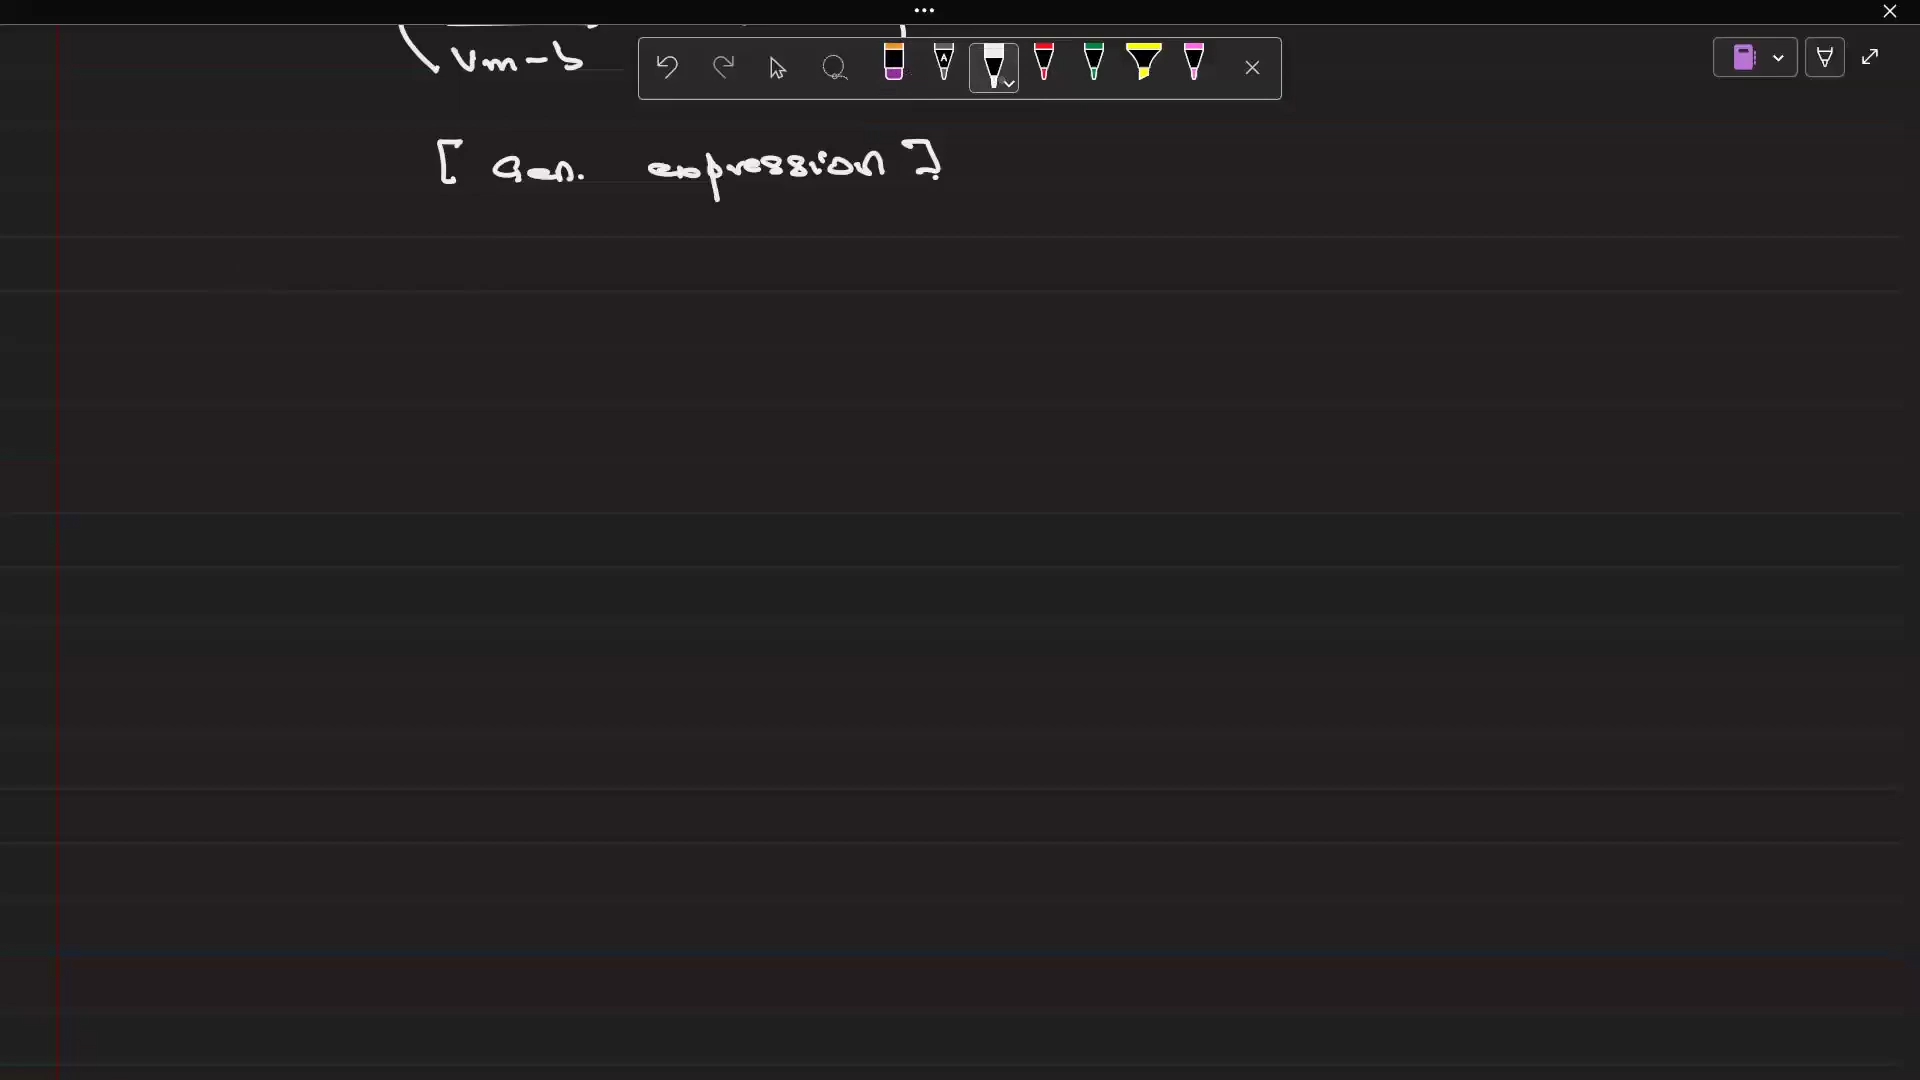 (Vm-b
[ Gen. expression ]